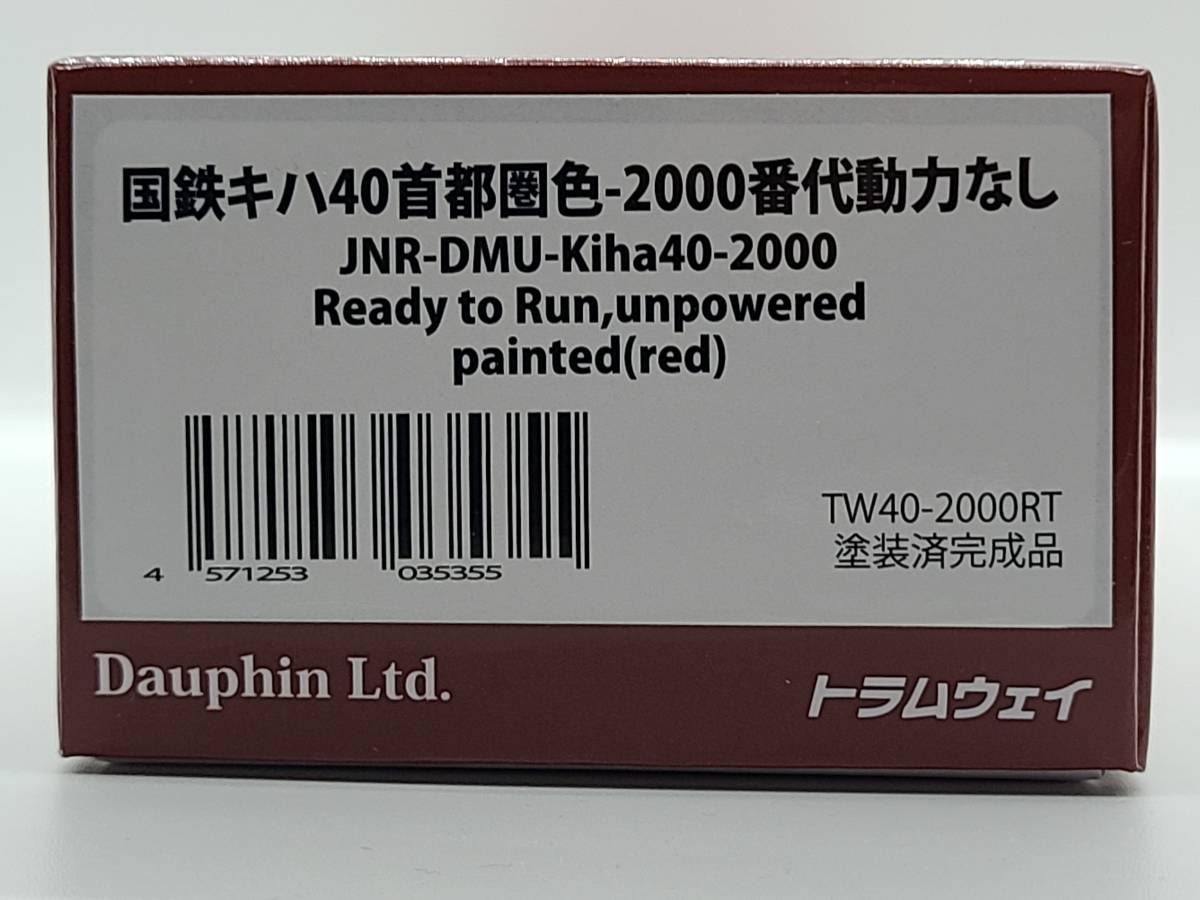 国鉄キハ40首都圏色-2000番代動力なし
JNR-DMU-Kiha40-2000
Ready to Run,unpowered
painted(red)
4 571253 035355
TW40-2000RT
塗装済完成品
Dauphin Ltd.
トラムウェイ